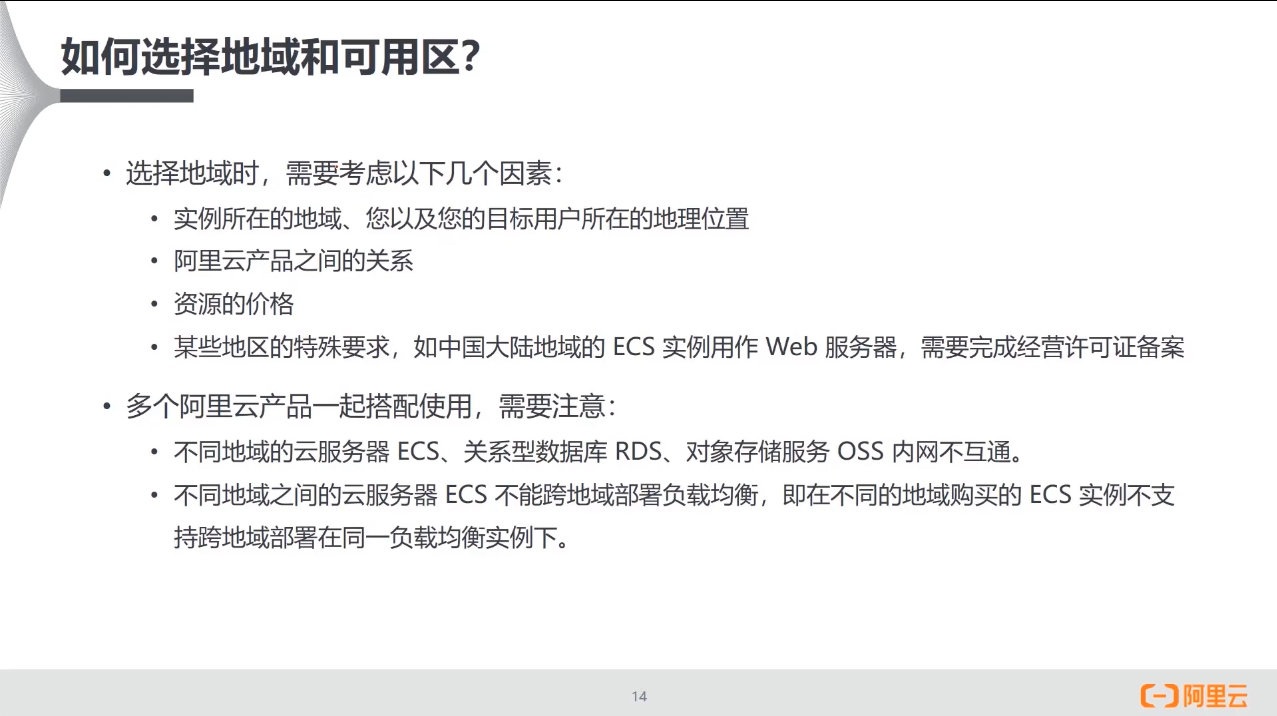 如何选择地域和可用区？
• 选择地域时，需要考虑以下几个因素：
• 实例所在的地域、您以及您的目标用户所在的地理位置
• 阿里云产品之间的关系
• 资源的价格
• 某些地区的特殊要求，如中国大陆地域的 ECS 实例用作 Web 服务器，需要完成经营许可证备案
• 多个阿里云产品一起搭配使用，需要注意：
• 不同地域的云服务器 ECS、关系型数据库 RDS、对象存储服务 OSS 内网不互通。
• 不同地域之间的云服务器 ECS 不能跨地域部署负载均衡，即在不同的地域购买的 ECS 实例不支
持跨地域部署在同一负载均衡实例下。
14
阿里云